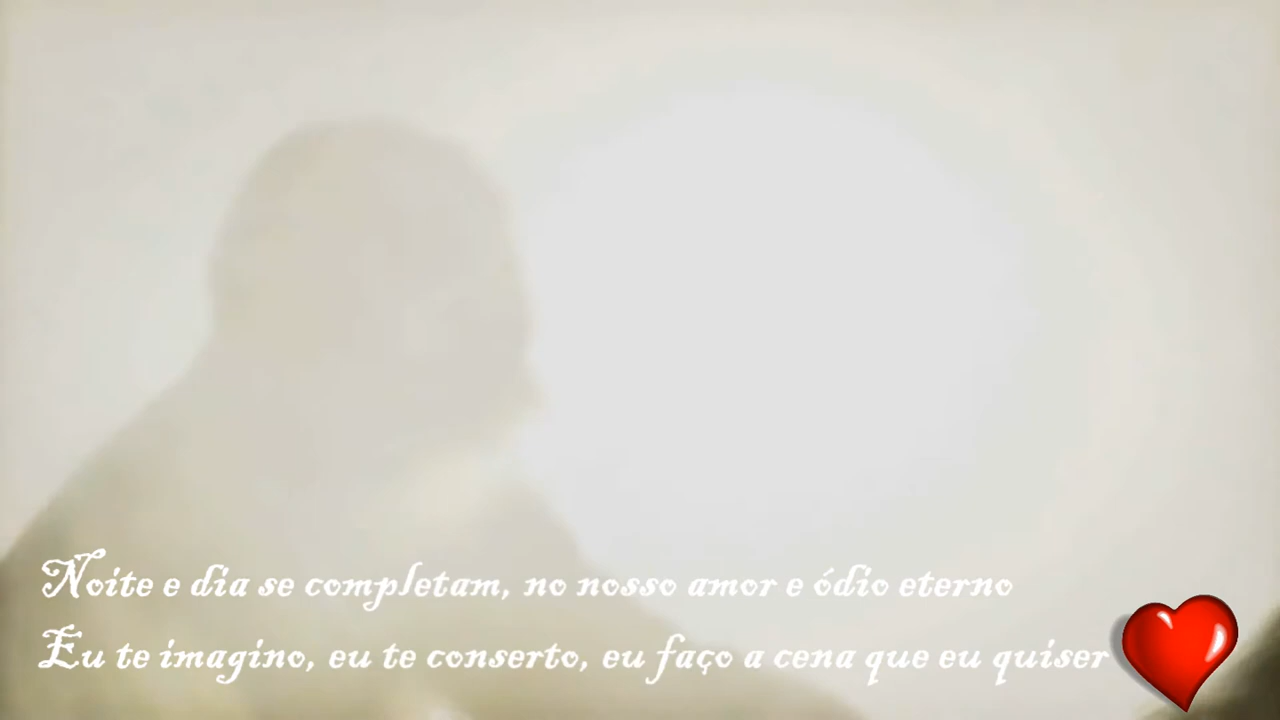 Noite e dia se completam, no nosso amor e ódio eterno
Eu te imagino, eu te conserto, eu faço a cena que eu quiser